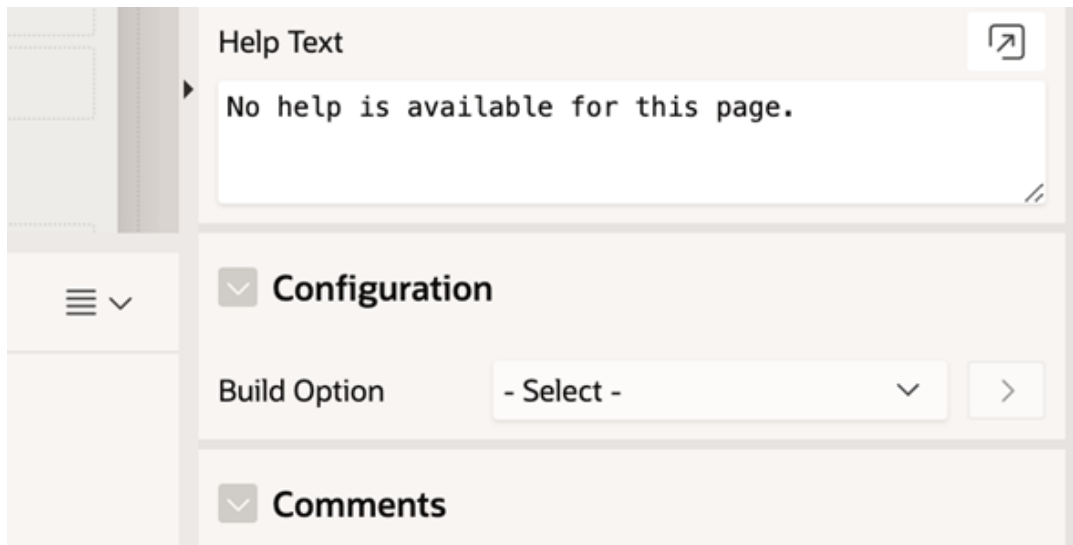 Help Text
No help is available for this page.
Configuration
Build Option
- Select -
Comments